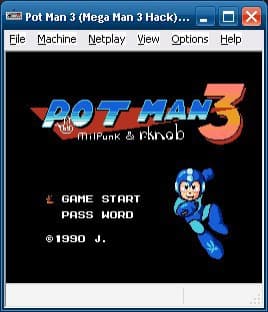 Pot Man 3 (Mega Man 3 Hack)...
File Machine Netplay View Options Help
POT MAN 3
MilPunk & rknob
GAME START
PASS WORD
©1990 J.